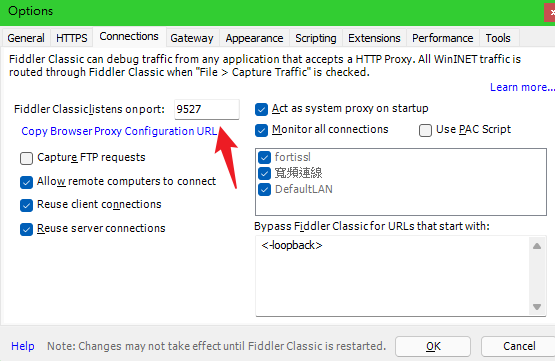 Options
General HTTPS Connections Gateway Appearance Scripting Extensions Performance Tools
Fiddler Classic can debug traffic from any application that accepts a HTTP Proxy. All WinINET traffic is
routed through Fiddler Classic when "File > Capture Traffic" is checked.
Learn more...
Fiddler Classic listens on port: 9527
Copy Browser Proxy Configuration URL
Capture FTP requests
Allow remote computers to connect
Reuse client connections
Reuse server connections
Act as system proxy on startup
Monitor all connections Use PAC Script
fortissl
寬頻連線
DefaultLAN
Bypass Fiddler Classic for URLs that start with:
<-loopback>
Help Note: Changes may not take effect until Fiddler Classic is restarted. OK Cancel